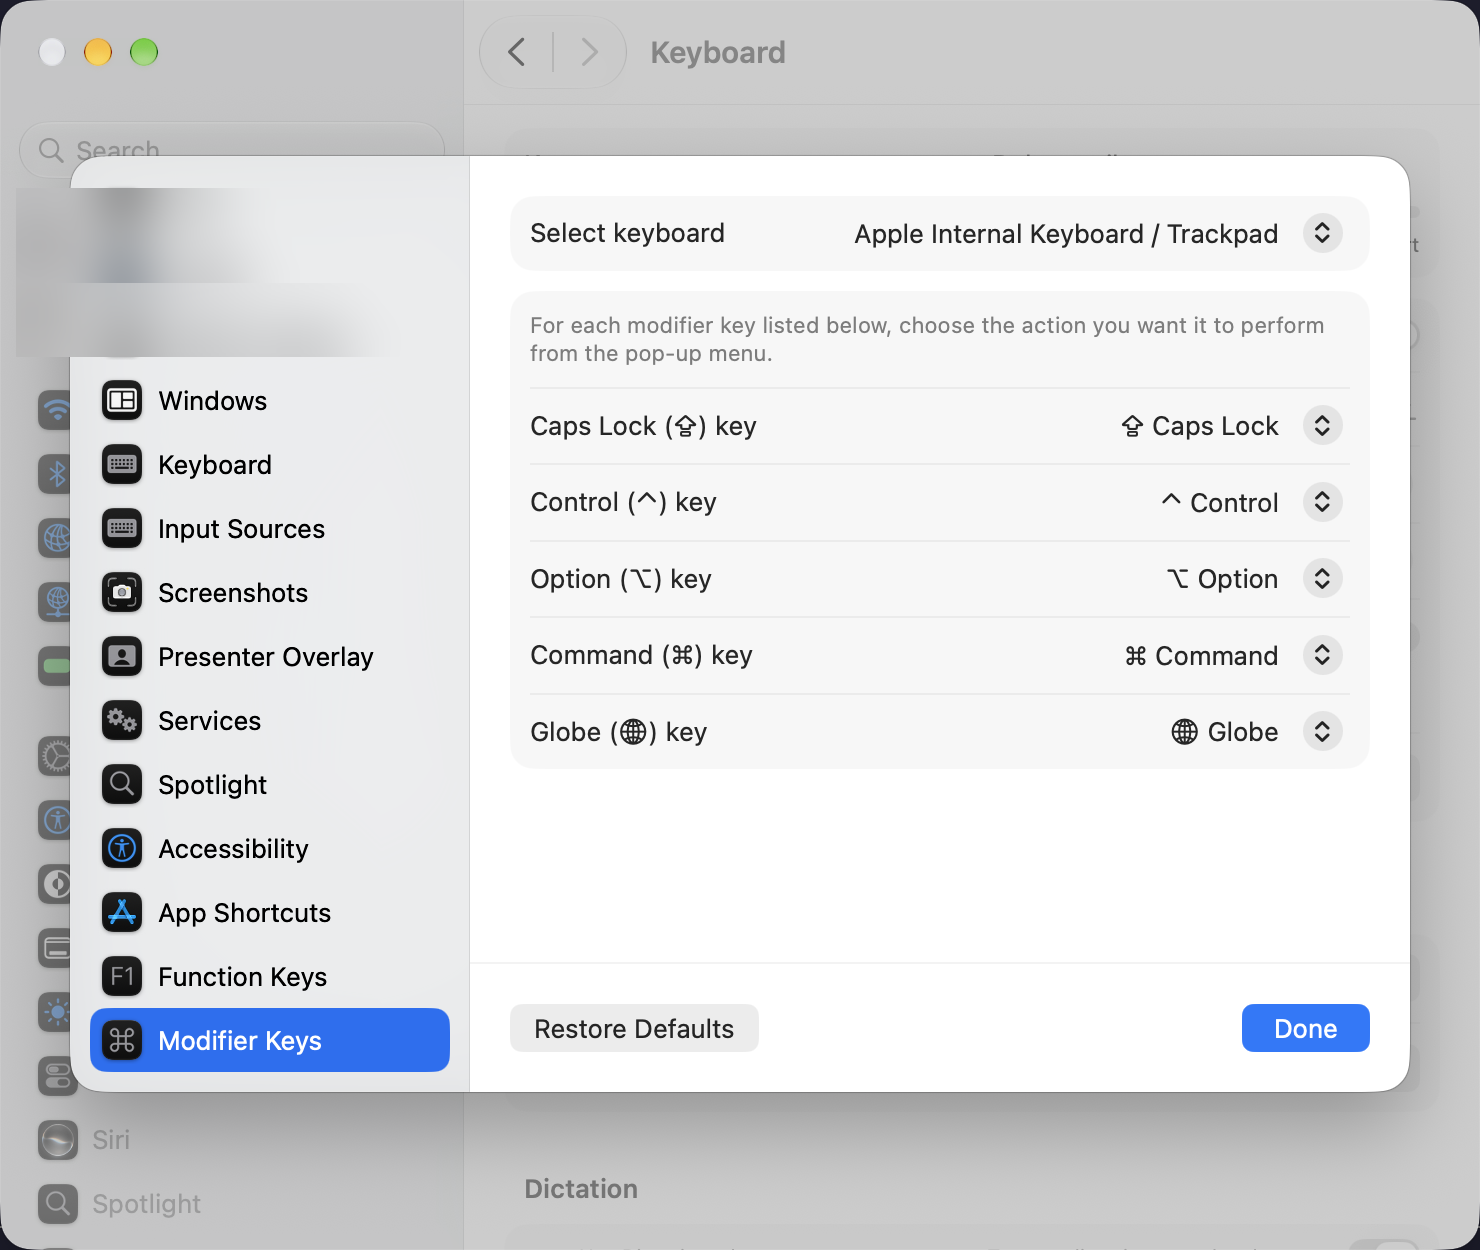 Keyboard
Search
Select keyboard
Apple Internal Keyboard / Trackpad
For each modifier key listed below, choose the action you want it to perform
from the pop-up menu.
Caps Lock (⇪) key
⇪ Caps Lock
Control (^) key
^ Control
Option (⌥) key
⌥ Option
Command (⌘) key
⌘ Command
Globe (🌐) key
🌐 Globe
Windows
Keyboard
Input Sources
Screenshots
Presenter Overlay
Services
Spotlight
Accessibility
App Shortcuts
F1 Function Keys
Modifier Keys
Restore Defaults
Done
Siri
Spotlight
Dictation